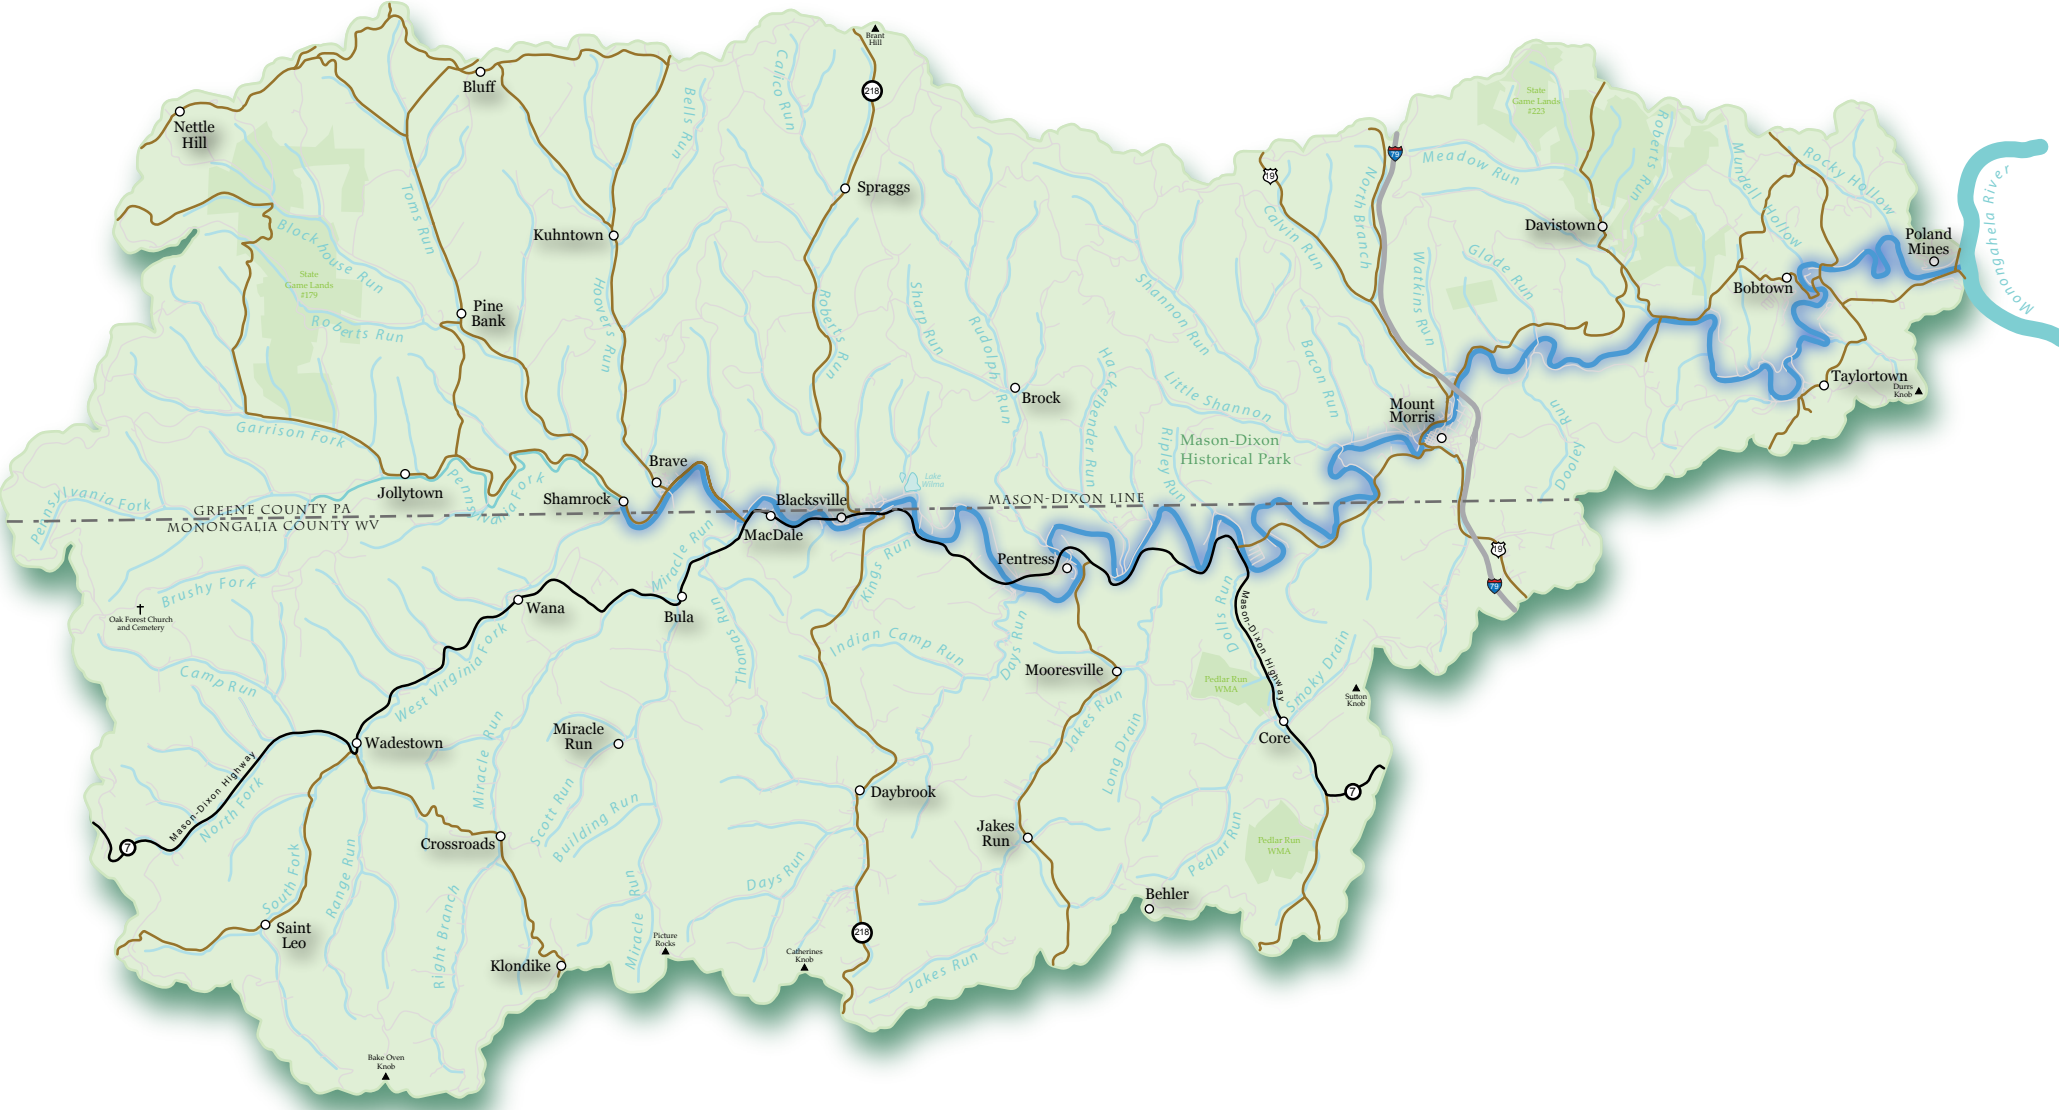 Brant
Hill
218
Bluff
Nettle
Hill
Bells Run
Calico Run
State
Game Lands
#223
Roberts Run
Mundell Hollow
Rocky Hollow
79
19
Meadow Run
North Branch
Calvin Run
Monongahela River
Spraggs
Toms Run
Kuhntown
Blockhouse Run
State
Game Lands
#179
Roberts Run
Pine
Bank
Hoovers Run
Roberts Run
Sharp Run
Rudolph Run
Shannon Run
Hackelbender Run
Little Shannon
Bacon Run
Watkins Run
Glade Run
Davistown
Poland
Mines
Bobtown
Taylortown
Durrs
Knob
Brock
Mount
Morris
Dooley Run
Mason-Dixon
Historical Park
Ripley Run
Garrison Fork
Jollytown
Pennsylvania Fork
Pennsylvania Fork
Shamrock
Brave
Blacksville
Lake
Wilma
MASON-DIXON LINE
GREENE COUNTY PA
MONONGALIA COUNTY WV
MacDale
Miracle Run
Kings Run
Pentress
19
79
Brushy Fork
Oak Forest Church
and Cemetery
Wana
Bula
Thomas Run
Indian Camp Run
Days Run
Dolls Run
Mason-Dixon Highway
Smoky Drain
Mooresville
Pedlar Run
WMA
Sutton
Knob
Camp Run
West Virginia Fork
Wadestown
Miracle Run
Miracle
Run
Jakes Run
Long Drain
Core
7
Mason-Dixon Highway
North Fork
7
Scott Run
Building Run
Daybrook
Crossroads
Jakes
Run
Pedlar Run
Pedlar Run
WMA
South Fork
Range Run
Right Branch
Days Run
Miracle Run
Behler
Saint
Leo
Klondike
Picture
Rocks
Catherines
Knob
218
Jakes Run
Bake Oven
Knob